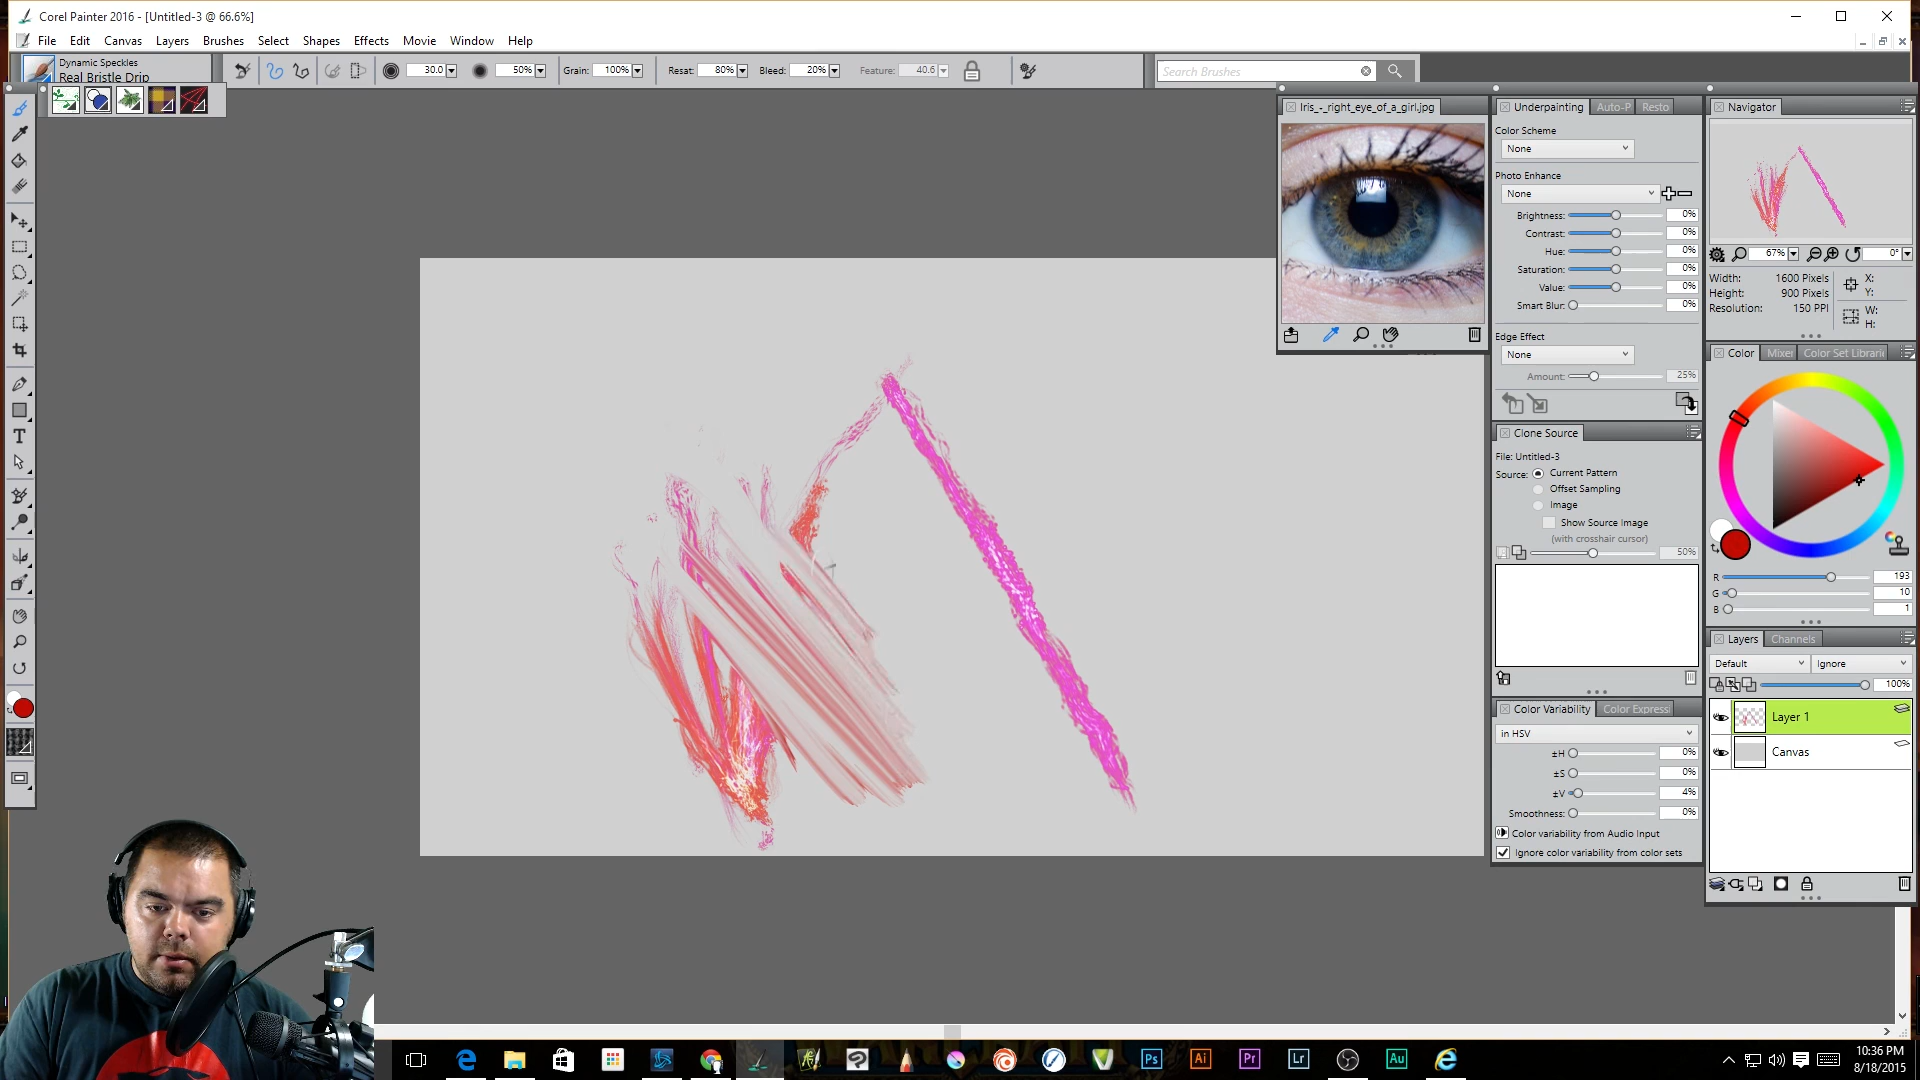 Corel Painter 2016 - [Untitled-3 @ 66.6%]
File Edit Canvas Layers Brushes Select Shapes Effects Movie Window Help
Dynamic Speckles
Real Bristle Drip
30.0 50% Grain: 100% Resat: 80% Bleed: 20% Feature: 40.6
Search Brushes
Iris_-_right_eye_of_a_girl.jpg
Underpainting Auto-P Resto
Color Scheme
None
Photo Enhance
None
Brightness: 0%
Contrast: 0%
Hue: 0%
Saturation: 0%
Value: 0%
Smart Blur: 0%
Edge Effect
None
Amount: 25%
Clone Source
File: Untitled-3
Source: Current Pattern
Offset Sampling
Image
Show Source Image
(with crosshair cursor)
50%
Color Variability Color Express
in HSV
±H 0%
±S 0%
±V 4%
Smoothness: 0%
Color variability from Audio Input
Ignore color variability from color sets
Navigator
67% 0°
Width: 1600 Pixels X:
Height: 900 Pixels Y:
Resolution: 150 PPI W:
H:
Color Mixer Color Set Librari
R 193
G 10
B 1
Layers Channels
Default Ignore
100%
Layer 1
Canvas
T
Ps Ai Pr Lr Au
10:36 PM
8/18/2015